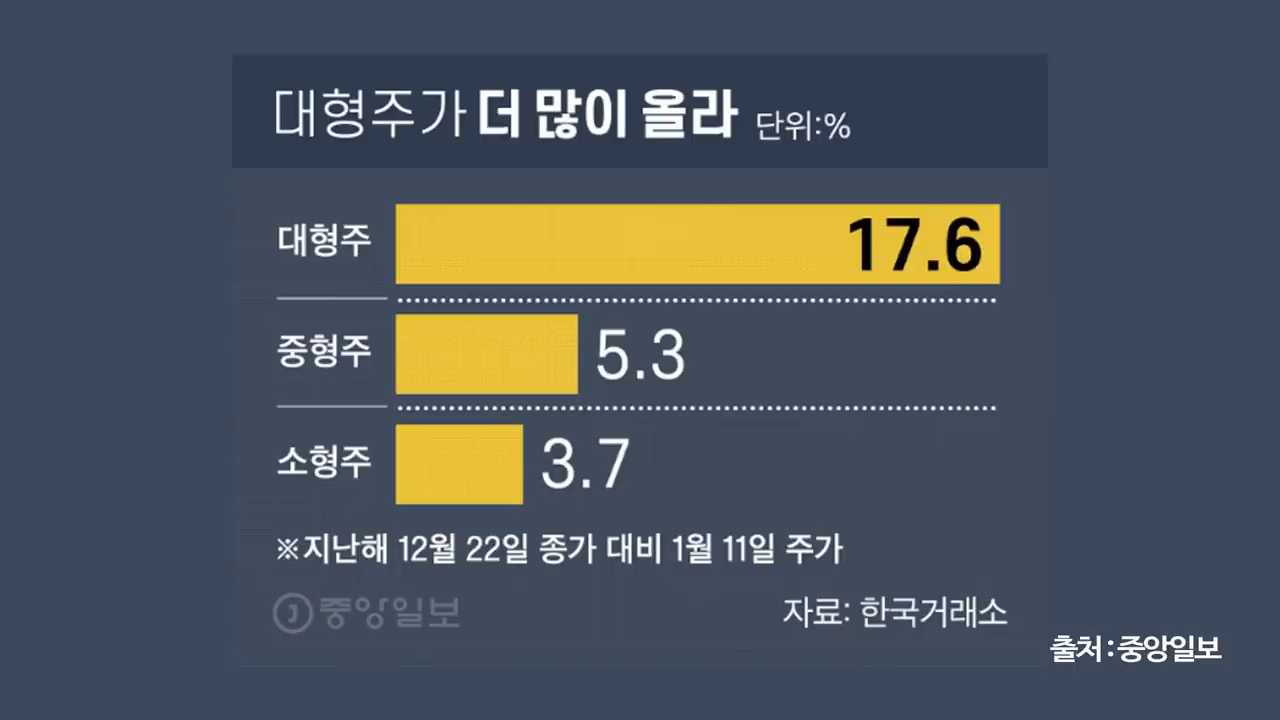 대형주가 더 많이 올라 단위:%
대형주 17.6
중형주 5.3
소형주 3.7
※지난해 12월 22일 종가 대비 1월 11일 주가
J 중앙일보 자료: 한국거래소
출처 : 중앙일보